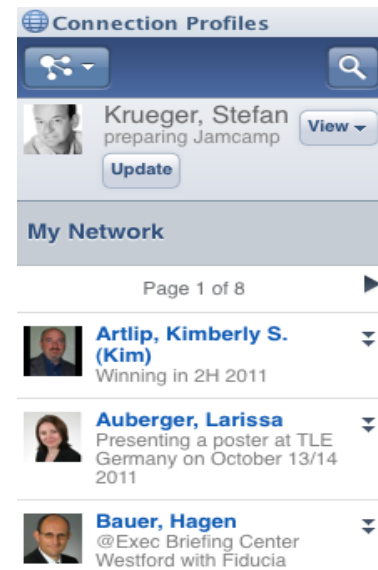 Connection Profiles
Krueger, Stefan
View
preparing Jamcamp
Update
My Network
Page 1 of 8
Artlip, Kimberly S.
(Kim)
Winning in 2H 2011
Auberger, Larissa
Presenting a poster at TLE
Germany on October 13/14
2011
Bauer, Hagen
@Exec Briefing Center
Westford with Fiducia